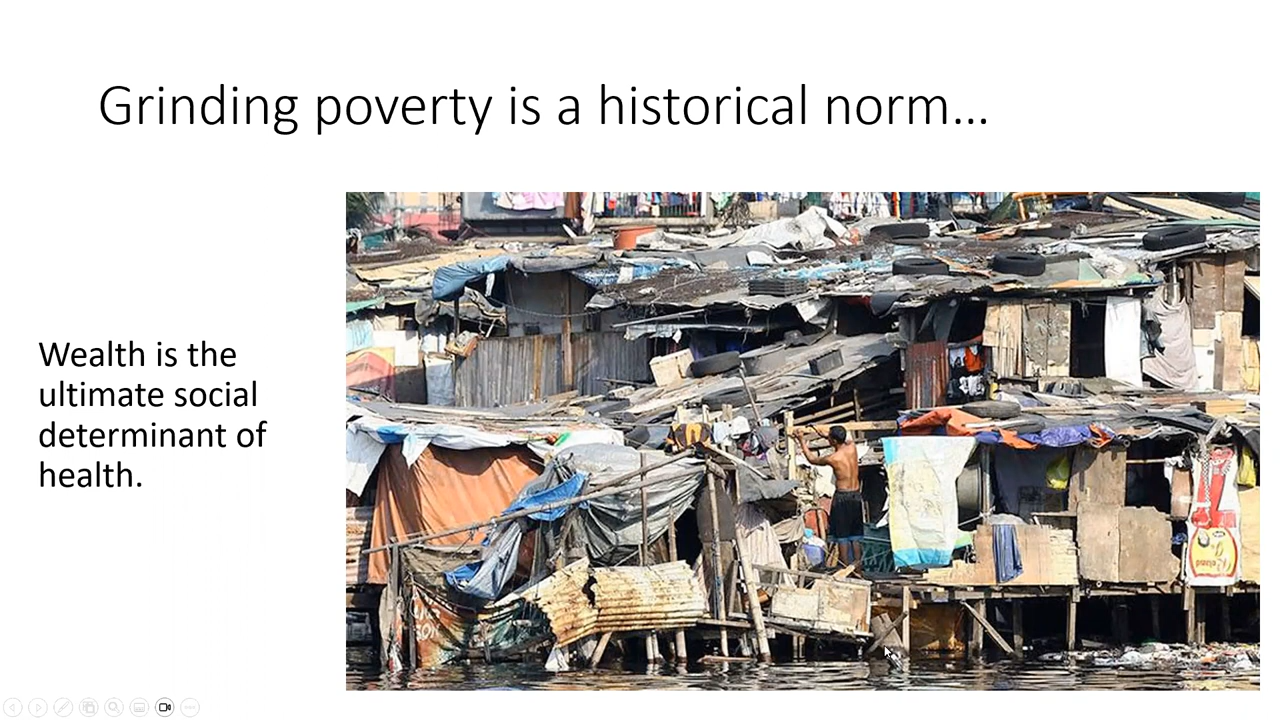 Grinding poverty is a historical norm…
Wealth is the
ultimate social
determinant of
health.